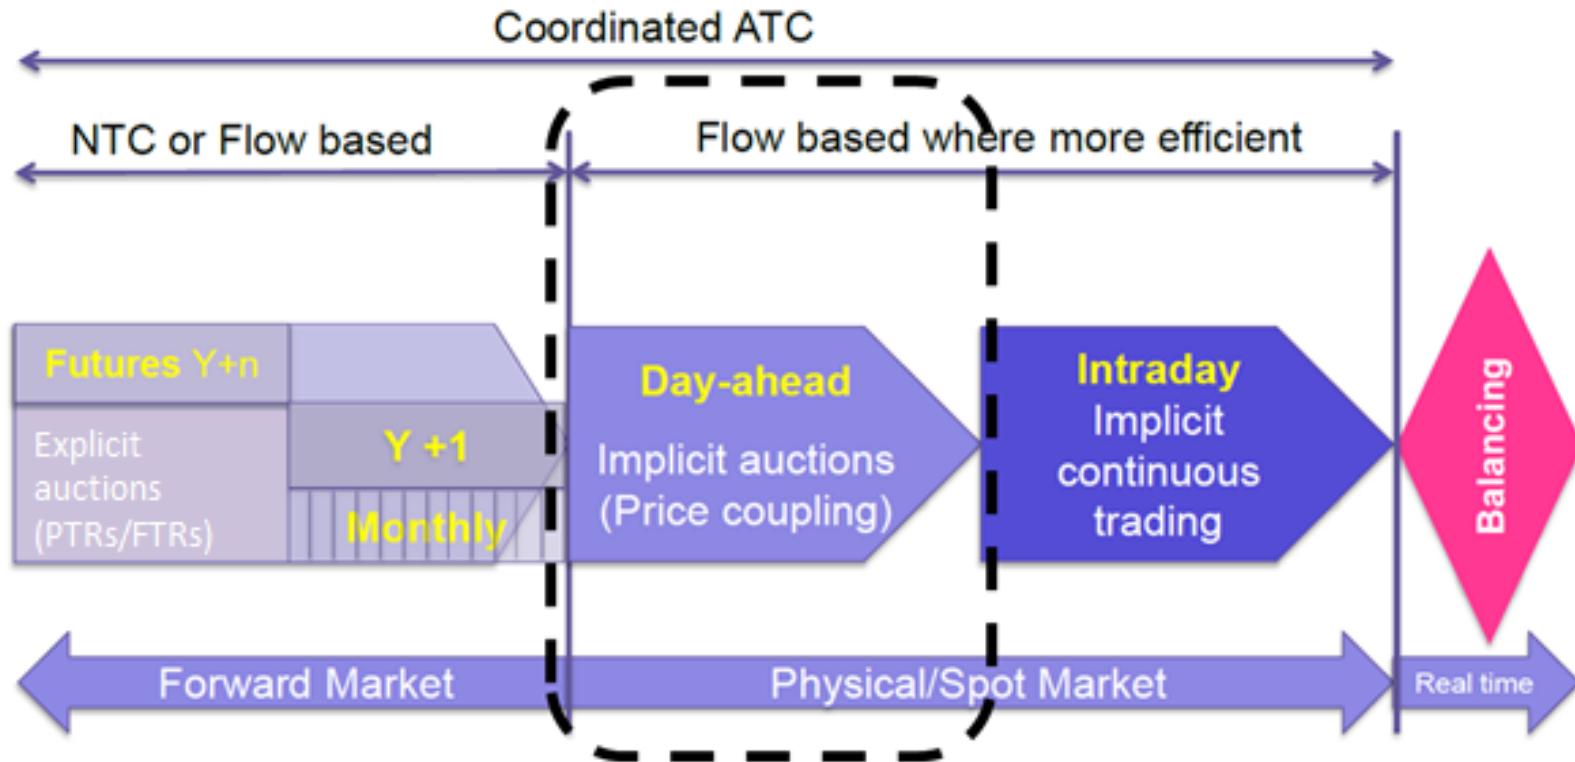 Coordinated ATC
NTC or Flow based
Flow based where more efficient
Futures Y+n
Explicit
auctions
(PTRs/FTRs)
Y +1
Monthly
Day-ahead
Implicit auctions
(Price coupling)
Intraday
Implicit
continuous
trading
Balancing
Forward Market
Physical/Spot Market
Real time